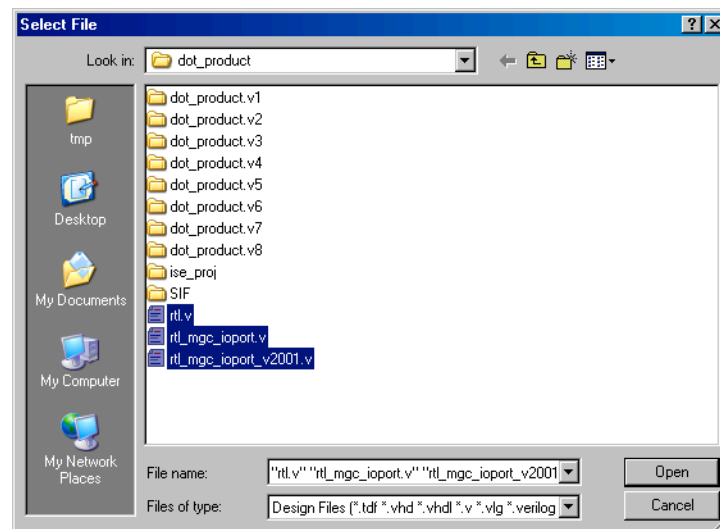 Select File
Look in:
dot_product
tmp
Desktop
My Documents
My Computer
My Network
Places
dot_product.v1
dot_product.v2
dot_product.v3
dot_product.v4
dot_product.v5
dot_product.v6
dot_product.v7
dot_product.v8
ise_proj
SIF
rtl.v
rtl_mgc_ioport.v
rtl_mgc_ioport_v2001.v
File name:
"rtl.v" "rtl_mgc_ioport.v" "rtl_mgc_ioport_v2001
Open
Files of type:
Design Files (*.tdf *.vhd *.vhdl *.v *.vlg *.verilog
Cancel